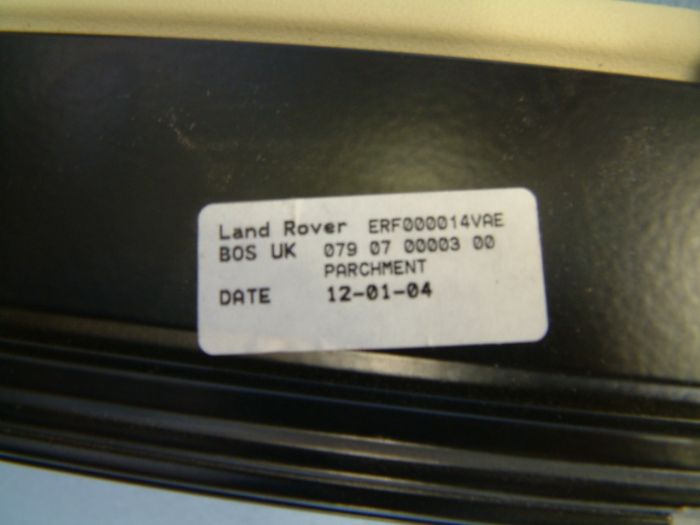 Land Rover ERF000014VAE
BOS UK 079 07 00003 00
PARCHMENT
DATE 12-01-04